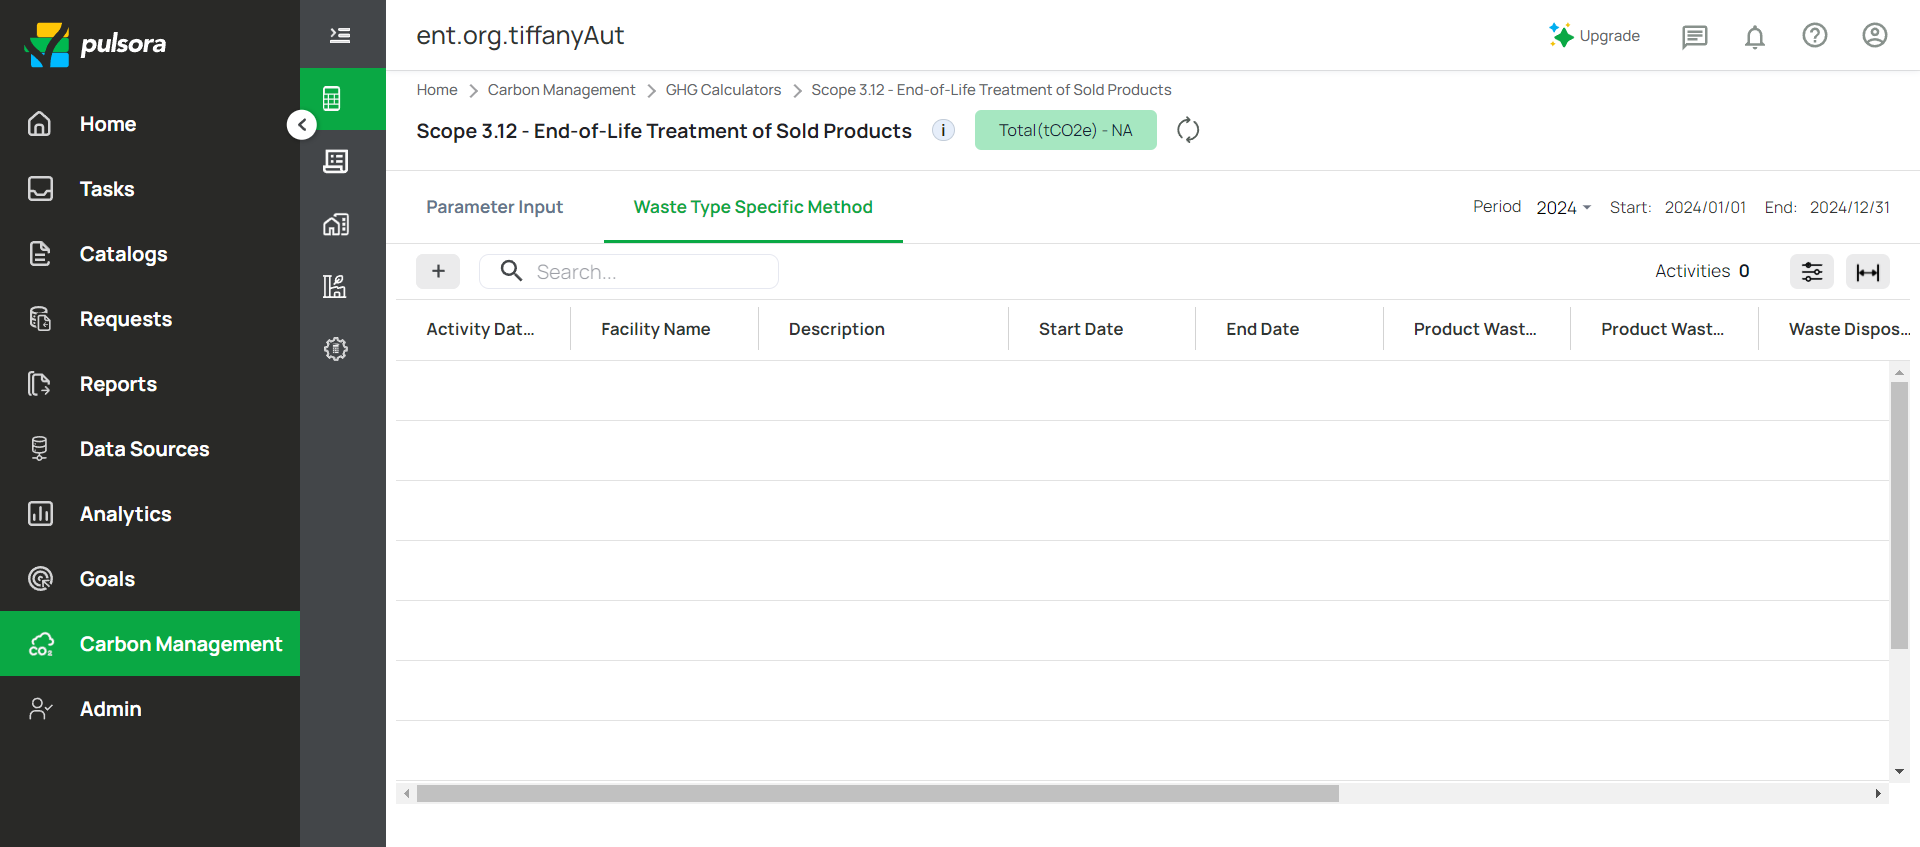 pulsora
Home
Tasks
Catalogs
Requests
Reports
Data Sources
Analytics
Goals
Carbon Management
Admin
ent.org.tiffanyAut
Upgrade
Home > Carbon Management > GHG Calculators > Scope 3.12 - End-of-Life Treatment of Sold Products
Scope 3.12 - End-of-Life Treatment of Sold Products i Total(tCO2e) - NA
Parameter Input Waste Type Specific Method Period 2024 Start: 2024/01/01 End: 2024/12/31
+ Search... Activities 0
Activity Dat... Facility Name Description Start Date End Date Product Wast... Product Wast... Waste Dispos...